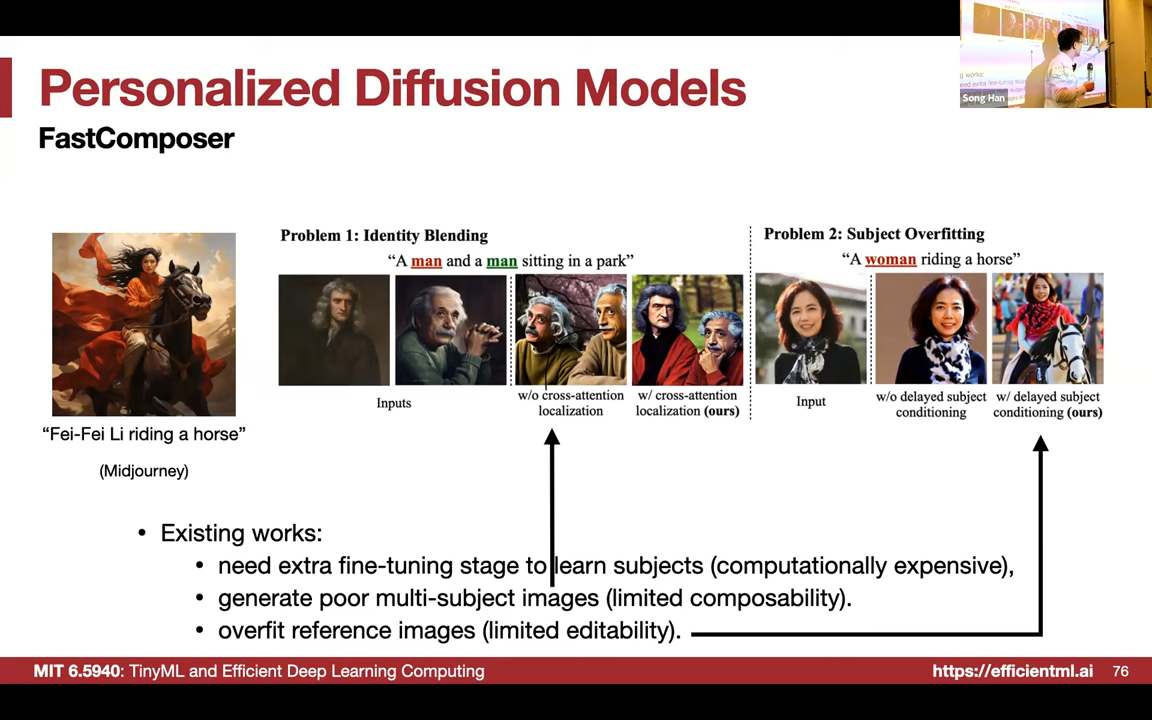 Personalized Diffusion Models
FastComposer
Song Han
Problem 1: Identity Blending
"A man and a man sitting in a park"
Inputs
w/o cross-attention
localization
w/ cross-attention
localization (ours)
Problem 2: Subject Overfitting
"A woman riding a horse"
Input
w/o delayed subject
conditioning
w/ delayed subject
conditioning (ours)
"Fei-Fei Li riding a horse"
(Midjourney)
• Existing works:
• need extra fine-tuning stage to learn subjects (computationally expensive),
• generate poor multi-subject images (limited composability).
• overfit reference images (limited editability).
MIT 6.5940: TinyML and Efficient Deep Learning Computing
https://efficientml.ai
76